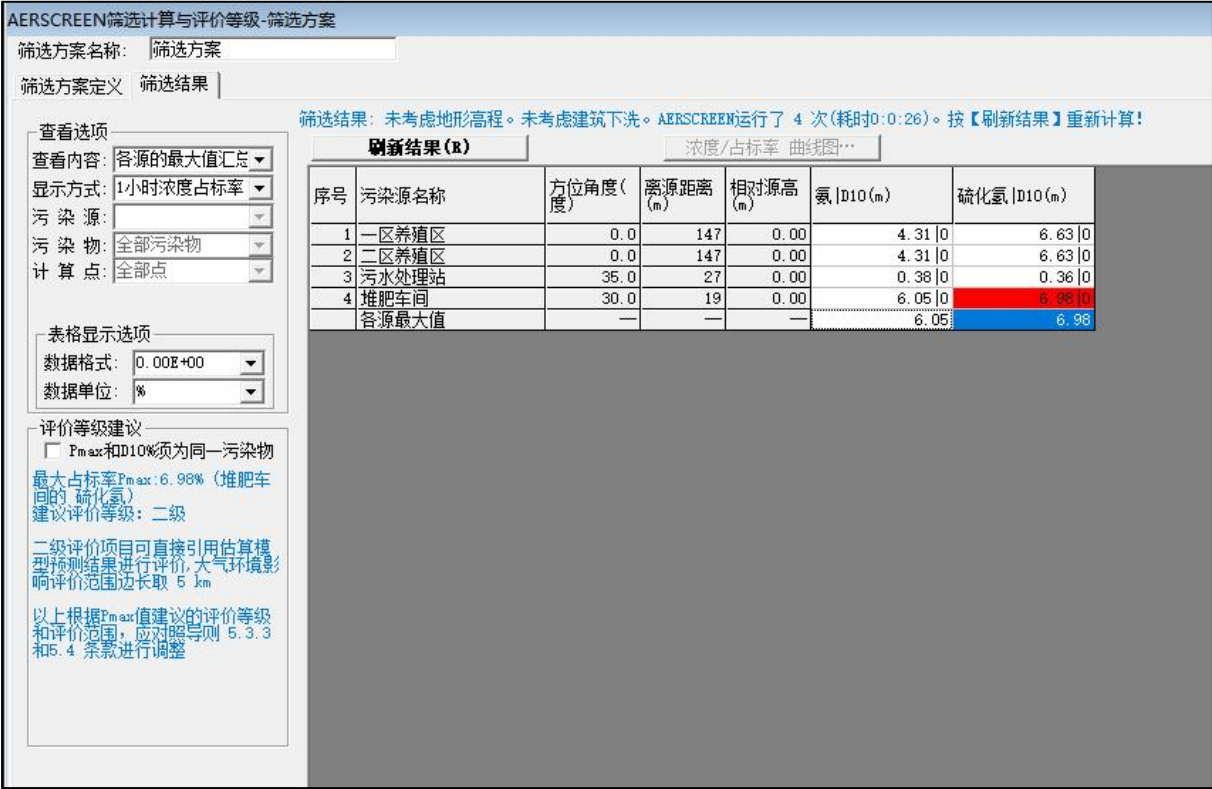 AERSCREEN筛选计算与评价等级-筛选方案
筛选方案名称: 筛选方案
筛选方案定义 筛选结果
筛选结果: 未考虑地形高程。未考虑建筑下洗。AERSCREEN运行了 4 次(耗时0:0:26)。按【刷新结果】重新计算!
查看选项
刷新结果(R) 浓度/占标率 曲线图…
查看内容: 各源的最大值汇总
显示方式: 1小时浓度占标率
污 染 源:
污 染 物: 全部污染物
计 算 点: 全部点
序号 污染源名称 方位角度(度) 离源距离(m) 相对源高(m) 氨|D10(m) 硫化氢|D10(m)
1 一区养殖区 0.0 147 0.00 4.31|0 6.63|0
2 二区养殖区 0.0 147 0.00 4.31|0 6.63|0
3 污水处理站 35.0 27 0.00 0.38|0 0.36|0
4 堆肥车间 30.0 19 0.00 6.05|0 6.98|0
各源最大值 — — — 6.05 6.98
表格显示选项
数据格式: 0.00E+00
数据单位: %
评价等级建议
Pmax和D10%须为同一污染物
最大占标率Pmax:6.98% (堆肥车
间的 硫化氢)
建议评价等级: 二级
二级评价项目可直接引用估算模
型预测结果进行评价,大气环境影
响评价范围边长取 5 km
以上根据Pmax值建议的评价等级
和评价范围，应对照导则 5.3.3
和5.4 条款进行调整